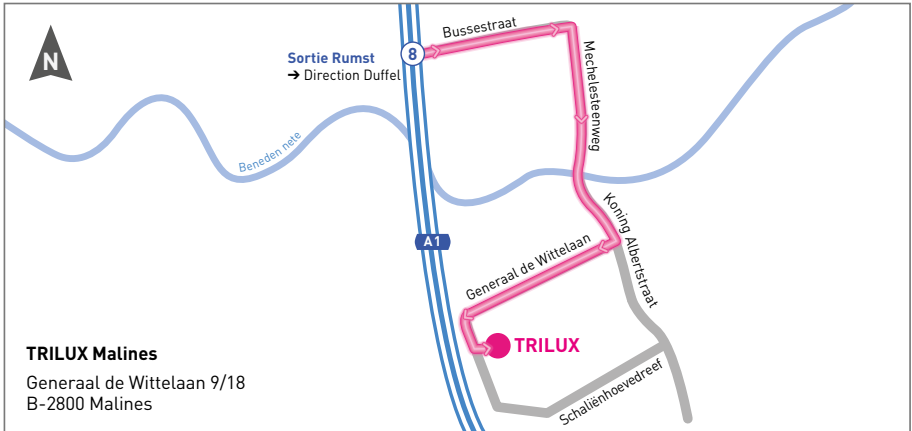 N
Sortie Rumst
➔ Direction Duffel
8
Bussestraat
Mechelesteenweg
Beneden nete
Koning Albertstraat
A1
Generaal de Wittelaan
TRILUX
Schaliënhoevedreef
TRILUX Malines
Generaal de Wittelaan 9/18
B-2800 Malines